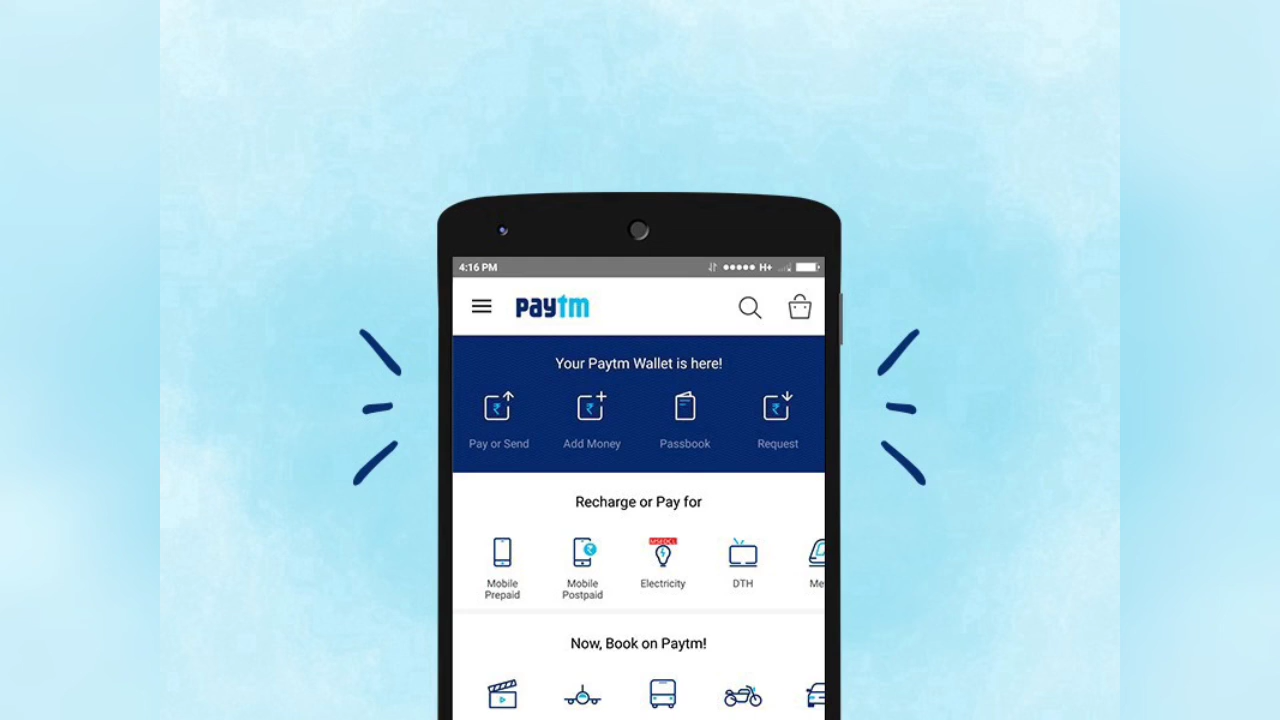 4:16 PM
H+
paytm
Your Paytm Wallet is here!
Pay or Send
Add Money
Passbook
Request
Recharge or Pay for
Mobile
Prepaid
Mobile
Postpaid
Electricity
DTH
Me
Now, Book on Paytm!